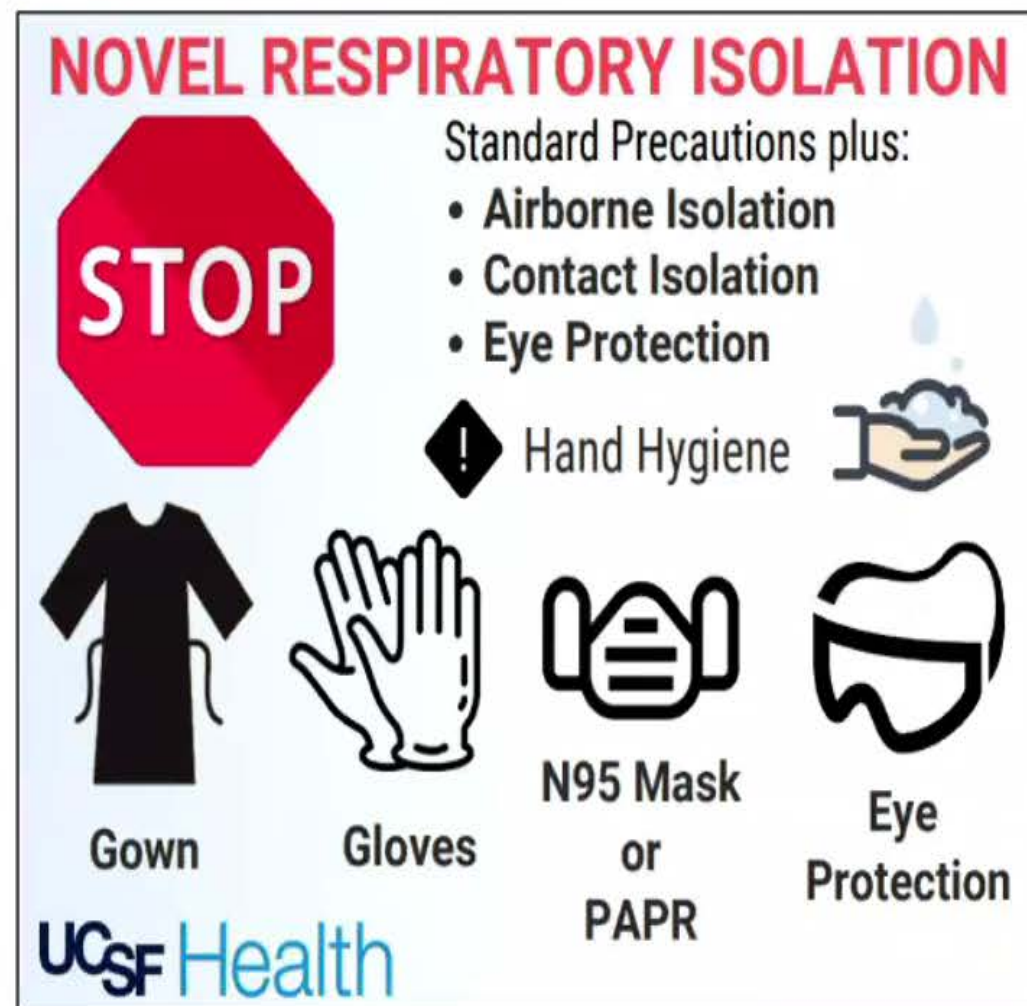 NOVEL RESPIRATORY ISOLATION
STOP
Standard Precautions plus:
• Airborne Isolation
• Contact Isolation
• Eye Protection
! Hand Hygiene
Gown
Gloves
N95 Mask
or
PAPR
Eye
Protection
UCSF Health